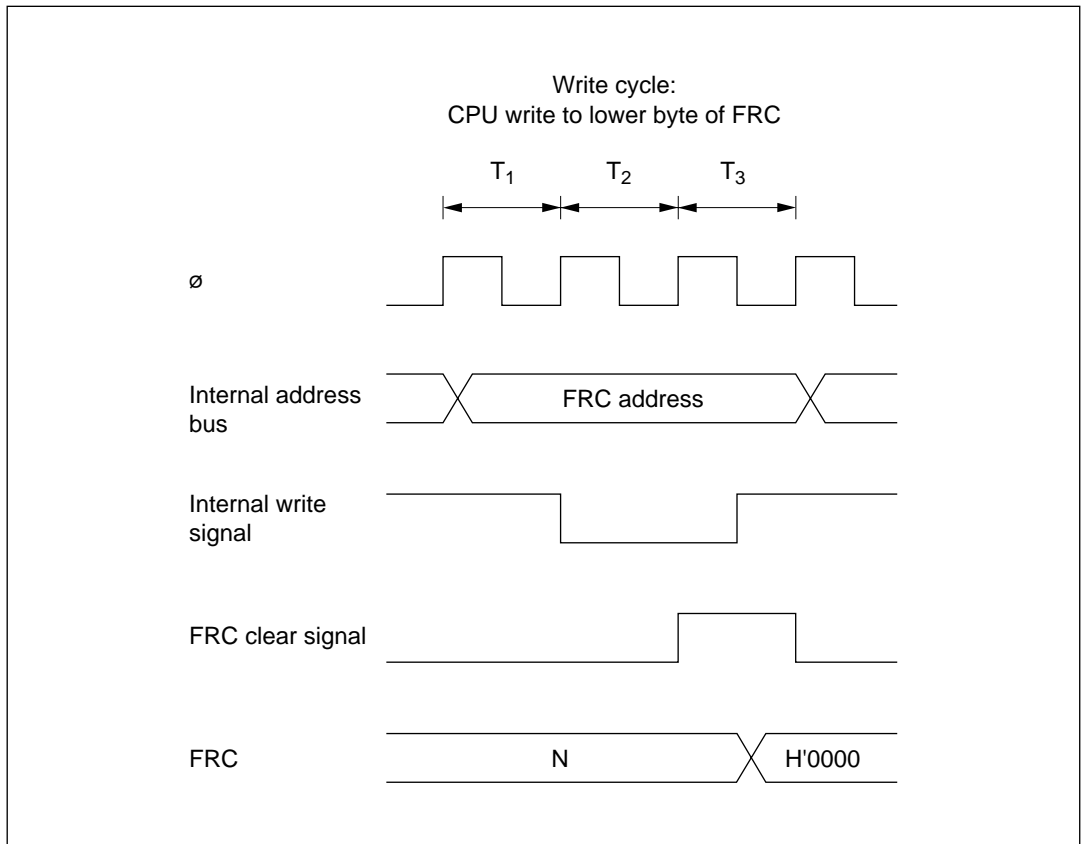 Write cycle:
CPU write to lower byte of FRC
T1
T2
T3
ø
Internal address
bus
FRC address
Internal write
signal
FRC clear signal
FRC
N
H'0000